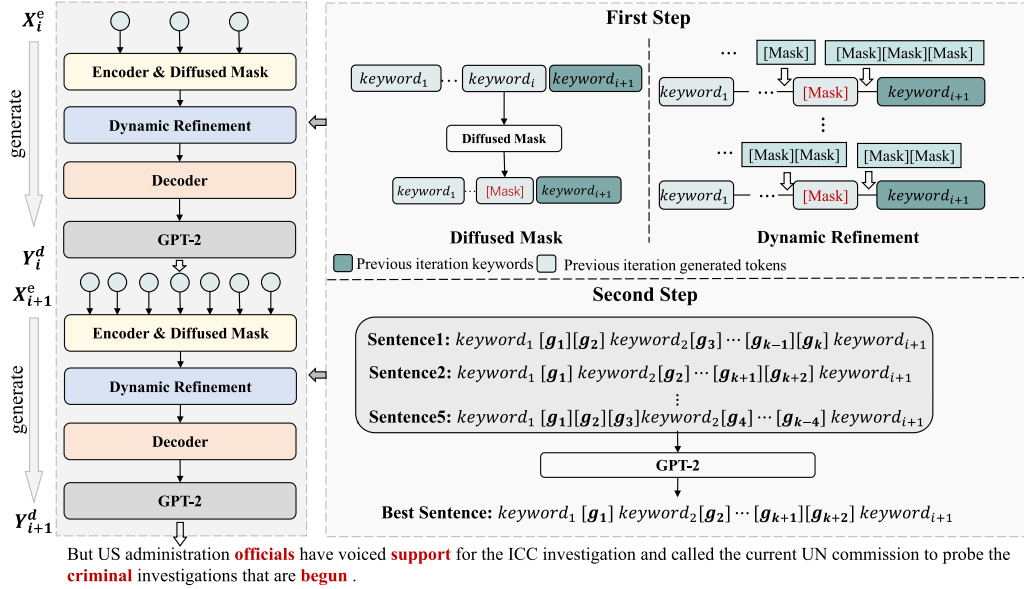 X_i^e
generate
Encoder & Diffused Mask
Dynamic Refinement
Decoder
GPT-2
Y_i^d
X_{i+1}^e
generate
Encoder & Diffused Mask
Dynamic Refinement
Decoder
GPT-2
Y_{i+1}^d
First Step
keyword_1 ... keyword_i keyword_{i+1}
Diffused Mask
keyword_1 ... [Mask] keyword_{i+1}
Diffused Mask
... [Mask] [Mask][Mask][Mask]
keyword_1 ... [Mask] keyword_{i+1}
⋮
... [Mask][Mask] [Mask][Mask]
keyword_1 ... [Mask] keyword_{i+1}
Dynamic Refinement
Previous iteration keywords Previous iteration generated tokens
Second Step
Sentence1: keyword_1 [g_1][g_2] keyword_2[g_3] ⋯ [g_{k−1}][g_k] keyword_{i+1}
Sentence2: keyword_1 [g_1] keyword_2[g_2] ⋯ [g_{k+1}][g_{k+2}] keyword_{i+1}
⋮
Sentence5: keyword_1 [g_1][g_2][g_3]keyword_2[g_4] ⋯ [g_{k−4}] keyword_{i+1}
GPT-2
Best Sentence: keyword_1 [g_1] keyword_2[g_2] ⋯ [g_{k+1}][g_{k+2}] keyword_{i+1}
But US administration officials have voiced support for the ICC investigation and called the current UN commission to probe the
criminal investigations that are begun .